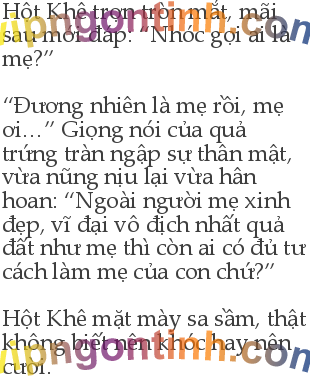 Hột Khê tròn tròn mắt, mãi
sau mới đáp: “Nhóc gọi ai là
mẹ?”
“Đương nhiên là mẹ rồi, mẹ
ơi...” Giọng nói của quả
trứng tràn ngập sự thân mật,
vừa nũng nịu lại vừa hân
hoan: “Ngoài người mẹ xinh
đẹp, vĩ đại vô địch nhất quả
đất như mẹ thì còn ai có đủ tư
cách làm mẹ của con chứ?”
Hột Khê mặt mày sa sầm, thật
không biết nên khóc hay nên
cười.
vipngontinh.com
vipngontinh.com